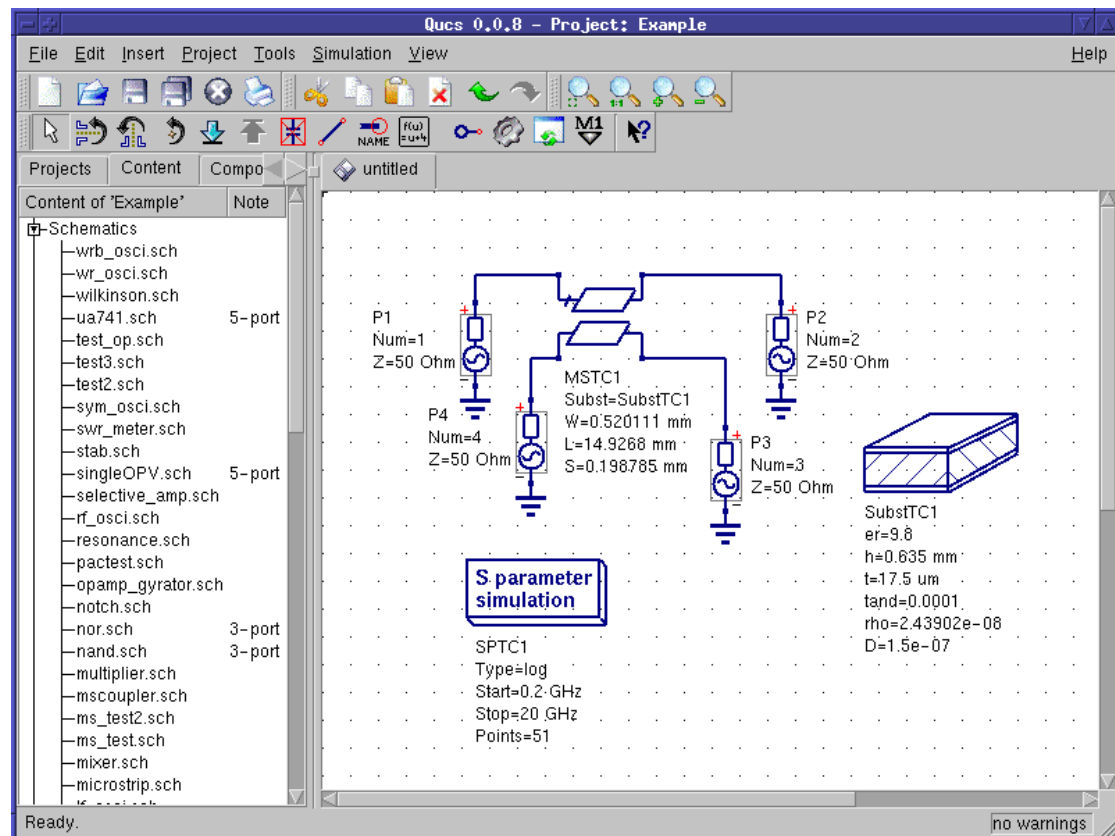 Qucs 0.0.8 - Project: Example
File Edit Insert Project Tools Simulation View Help
1:1
NAME
f(u)
=u+4
M1
Projects Content Compo
untitled
Content of 'Example' Note
Schematics
wrb_osci.sch
wr_osci.sch
wilkinson.sch
ua741.sch 5-port
test_op.sch
test3.sch
test2.sch
sym_osci.sch
swr_meter.sch
stab.sch
singleOPV.sch 5-port
selective_amp.sch
rf_osci.sch
resonance.sch
pactest.sch
opamp_gyrator.sch
notch.sch
nor.sch 3-port
nand.sch 3-port
multiplier.sch
mscoupler.sch
ms_test2.sch
ms_test.sch
mixer.sch
microstrip.sch
P1
Num=1
Z=50 Ohm
P2
Num=2
Z=50 Ohm
MSTC1
Subst=SubstTC1
W=0.520111 mm
L=14.9268 mm
S=0.198785 mm
P4
Num=4
Z=50 Ohm
P3
Num=3
Z=50 Ohm
SubstTC1
er=9.8
h=0.635 mm
t=17.5 um
tand=0.0001
rho=2.43902e-08
D=1.5e-07
S parameter
simulation
SPTC1
Type=log
Start=0.2 GHz
Stop=20 GHz
Points=51
Ready. no warnings